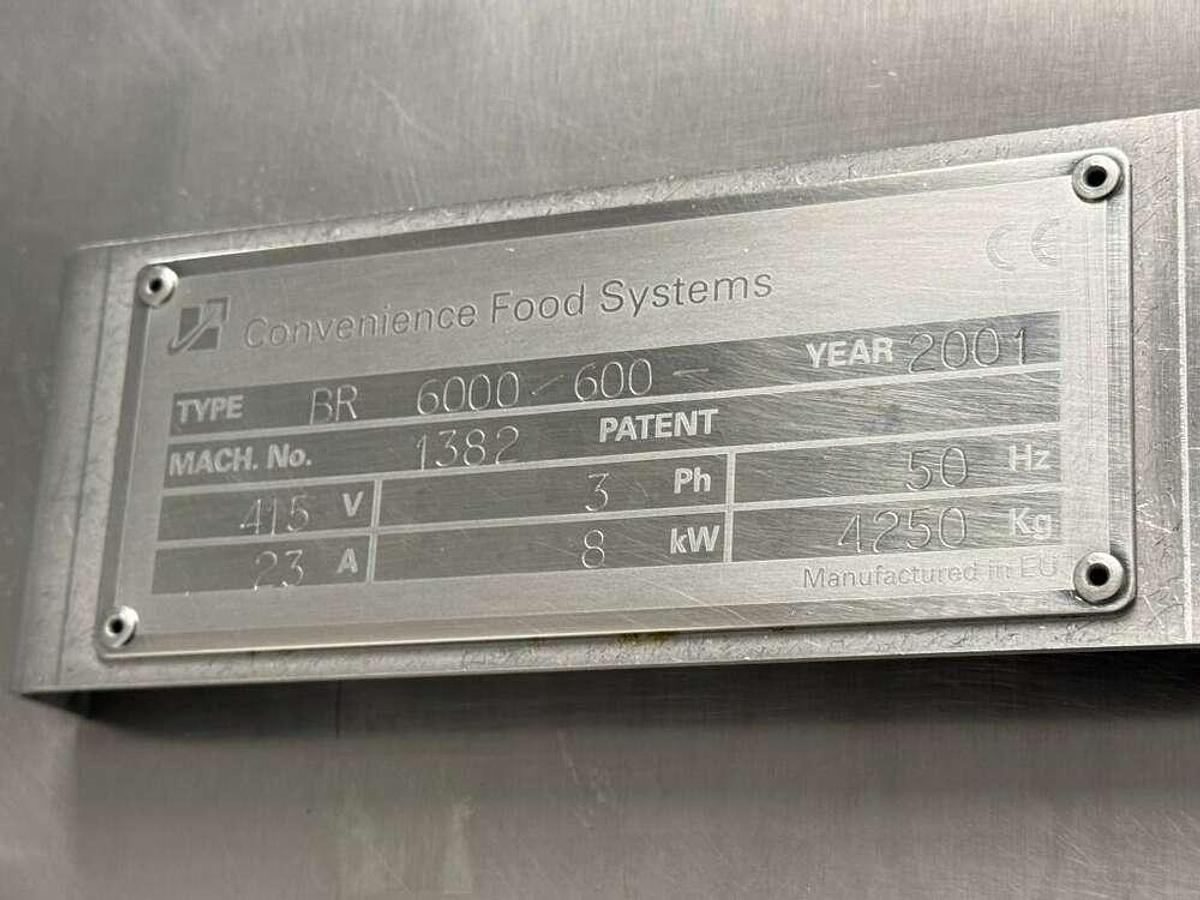 CE
Convenience Food Systems
TYPE BR 6000/600 - YEAR 2001
MACH. No. 1382 PATENT
415 V 3 Ph 50 Hz
23 A 8 kW 4250 Kg
Manufactured in EU